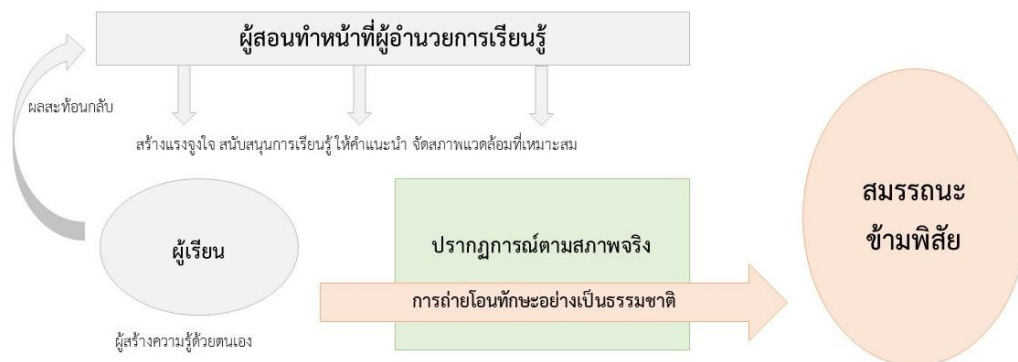 ผู้สอนทำหน้าที่ผู้อำนวยการเรียนรู้
ผลสะท้อนกลับ
สร้างแรงจูงใจ สนับสนุนการเรียนรู้ ให้คำแนะนำ จัดสภาพแวดล้อมที่เหมาะสม
ผู้เรียน
ผู้สร้างความรู้ด้วยตนเอง
ปรากฏการณ์ตามสภาพจริง
การถ่ายโอนทักษะอย่างเป็นธรรมชาติ
สมรรถนะ
ข้ามพิสัย